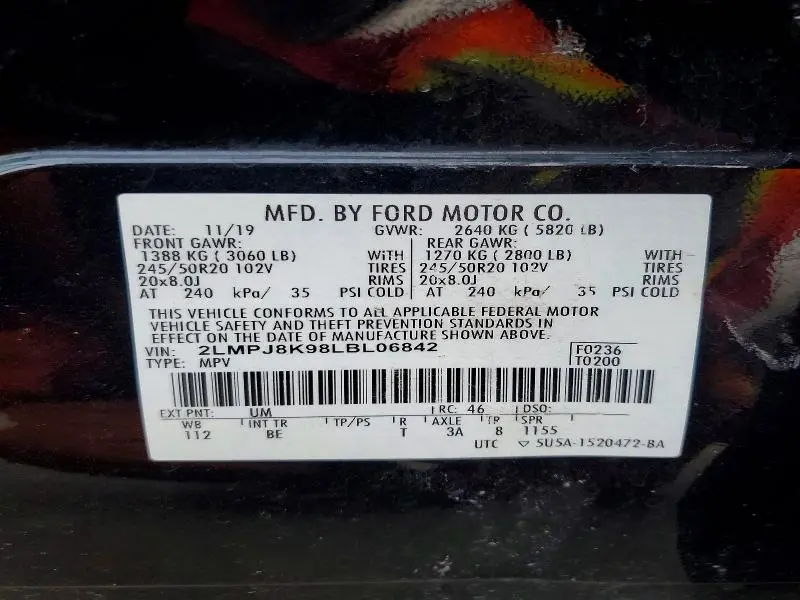 MFD. BY FORD MOTOR CO.
DATE: 11/19 GVWR: 2640 KG ( 5820 LB)
FRONT GAWR: REAR GAWR:
1388 KG ( 3060 LB) WITH 1270 KG ( 2800 LB) WITH
245/50R20 102V TIRES 245/50R20 102V TIRES
20x8.0J RIMS 20x8.0J RIMS
AT 240 kPa/ 35 PSI COLD AT 240 kPa/ 35 PSI COLD
THIS VEHICLE CONFORMS TO ALL APPLICABLE FEDERAL MOTOR
VEHICLE SAFETY AND THEFT PREVENTION STANDARDS IN
EFFECT ON THE DATE OF MANUFACTURE SHOWN ABOVE.
VIN: 2LMPJ8K98LBL06842 F0236
TYPE: MPV T0200
EXT PNT: UM RC: 46 DSO:
WB INT TR TP/PS R AXLE TR SPR
112 BE T 3A 8 1155
UTC ▽ 5U5A-1520472-BA